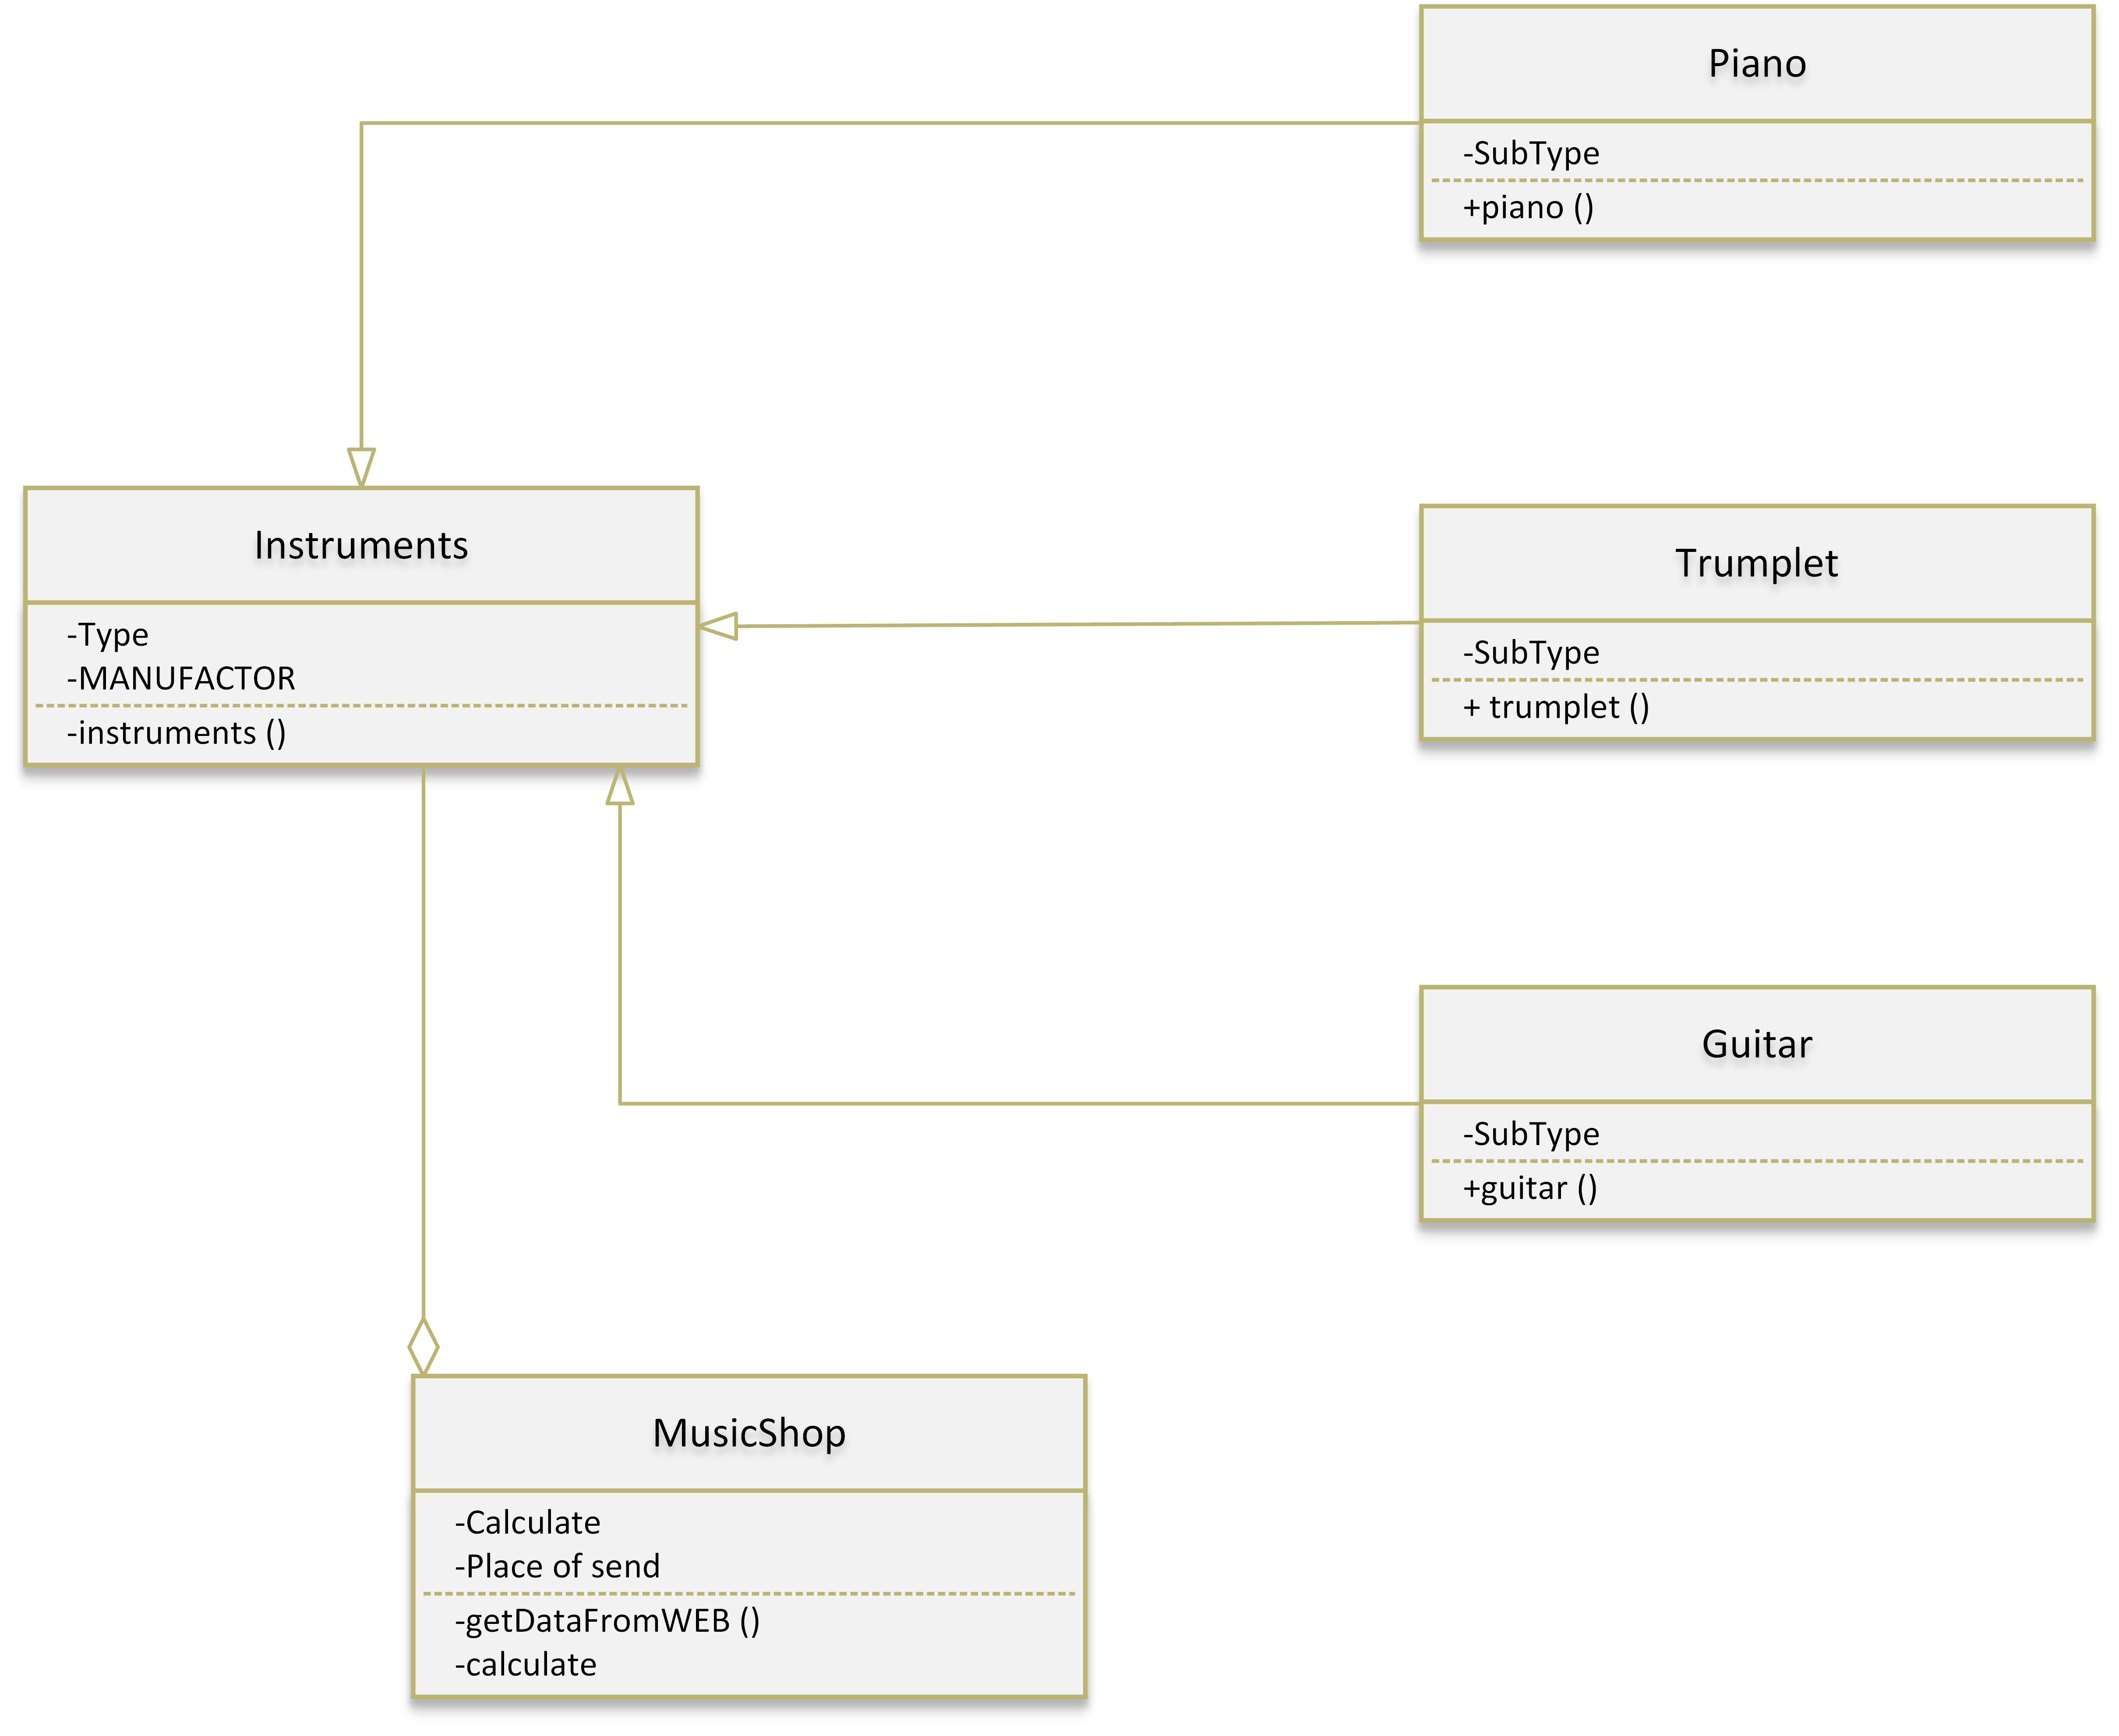 Piano
-SubType
+piano ()
Instruments
-Type
-MANUFACTOR
-instruments ()
Trumplet
-SubType
+ trumplet ()
Guitar
-SubType
+guitar ()
MusicShop
-Calculate
-Place of send
-getDataFromWEB ()
-calculate